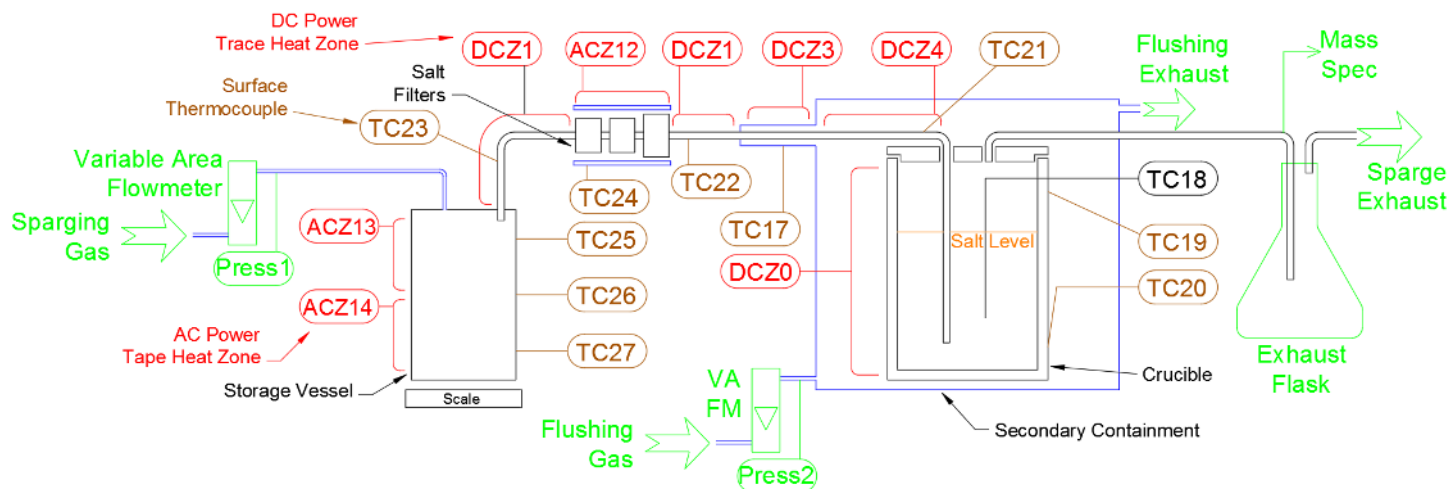 DC Power
Trace Heat Zone
DCZ1
ACZ12
DCZ1
DCZ3
DCZ4
TC21
Flushing
Exhaust
Mass
Spec
Salt
Filters
Surface
Thermocouple
TC23
Variable Area
Flowmeter
TC24
TC22
TC18
Sparge
Exhaust
Sparging
Gas
ACZ13
TC25
TC17
Salt Level
TC19
Press1
DCZ0
TC20
ACZ14
TC26
AC Power
Tape Heat Zone
TC27
Exhaust
Flask
Storage Vessel
Scale
VA
FM
Crucible
Flushing
Gas
Secondary Containment
Press2